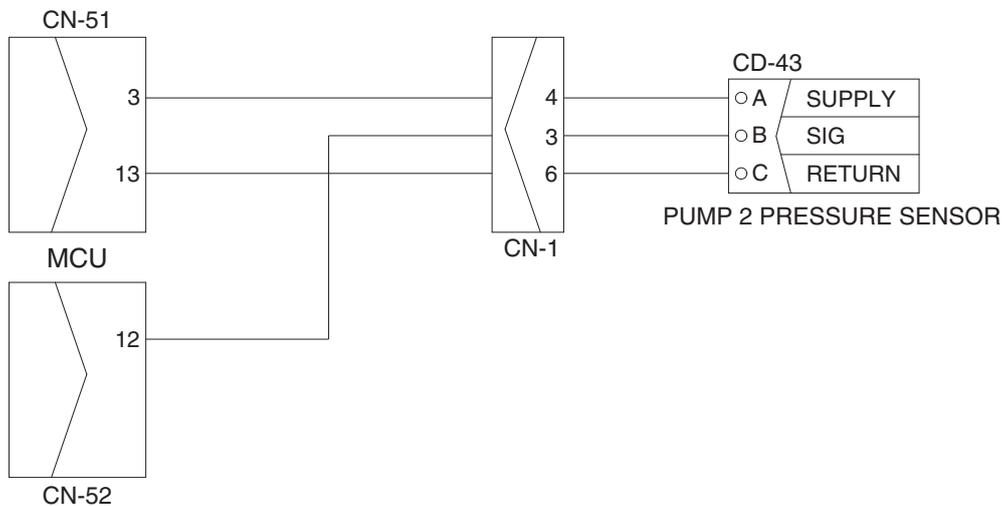 CN-51
3
13
MCU
12
CN-52
4
3
6
CN-1
CD-43
A SUPPLY
B SIG
C RETURN
PUMP 2 PRESSURE SENSOR